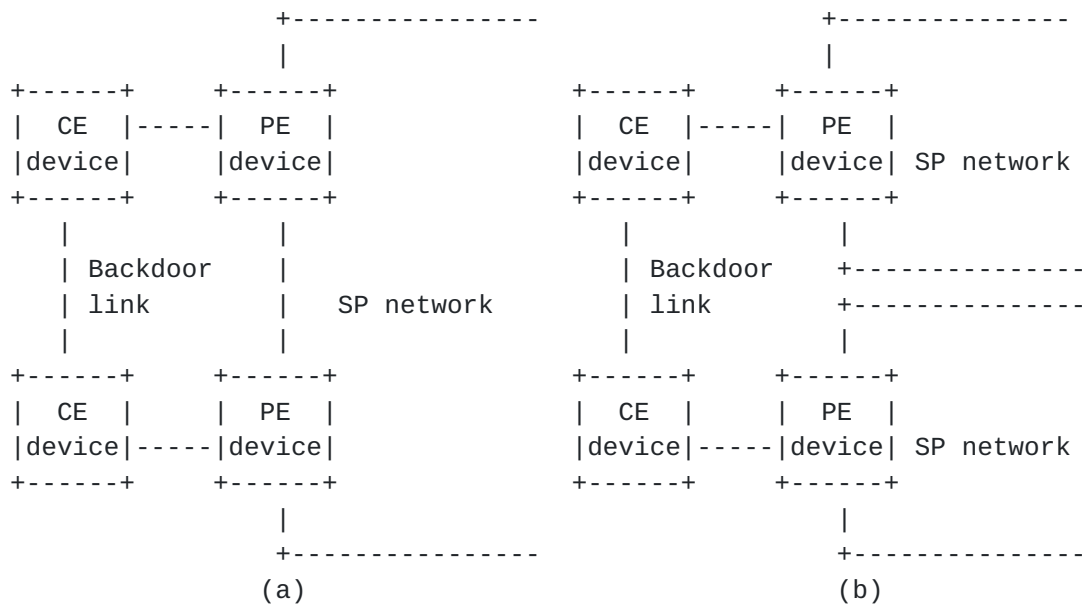 CE PE CE PE
device device device device SP network
Backdoor Backdoor
link SP network link
CE PE CE PE
device device device device SP network
(a) (b)